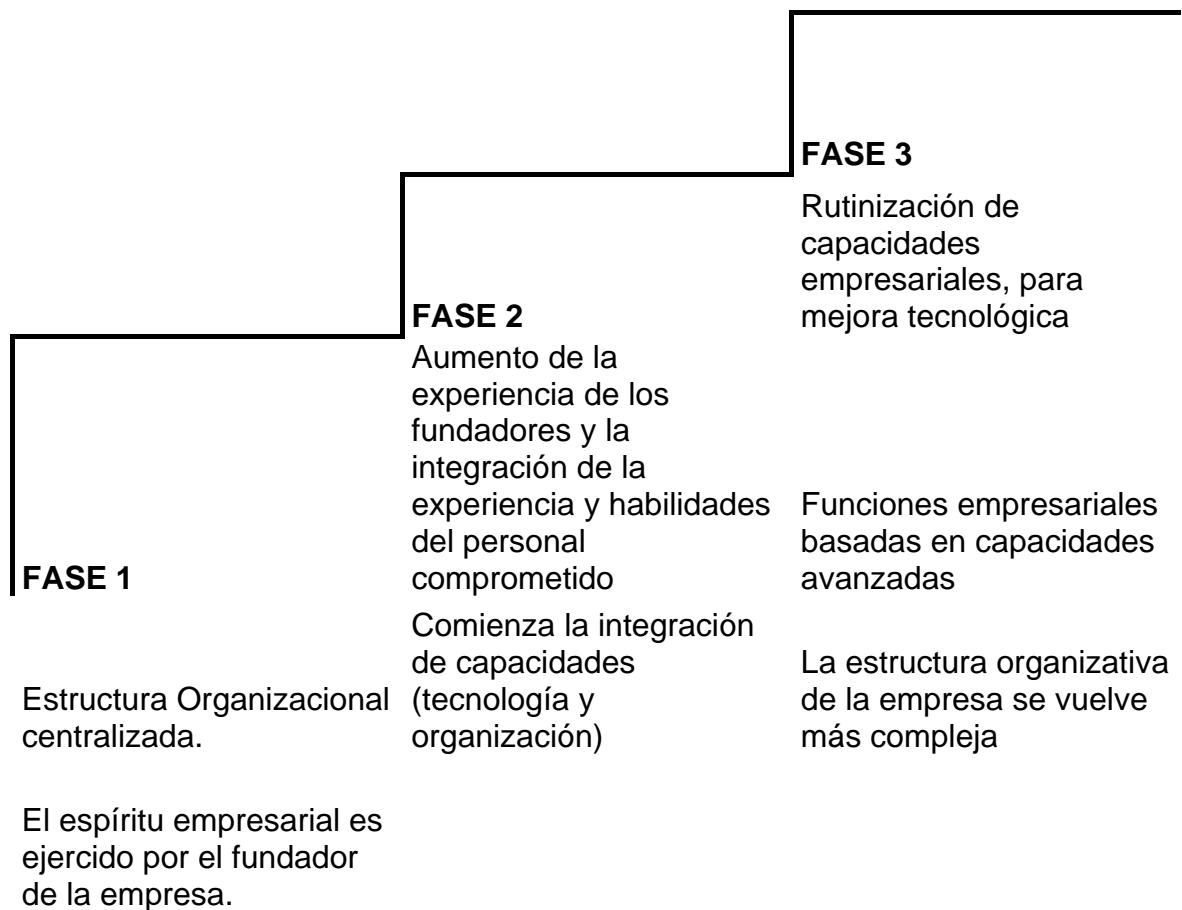 FASE 1
Estructura Organizacional
centralizada.
El espíritu empresarial es
ejercido por el fundador
de la empresa.
FASE 2
Aumento de la
experiencia de los
fundadores y la
integración de la
experiencia y habilidades
del personal
comprometido
Comienza la integración
de capacidades
(tecnología y
organización)
FASE 3
Rutinización de
capacidades
empresariales, para
mejora tecnológica
Funciones empresariales
basadas en capacidades
avanzadas
La estructura organizativa
de la empresa se vuelve
más compleja